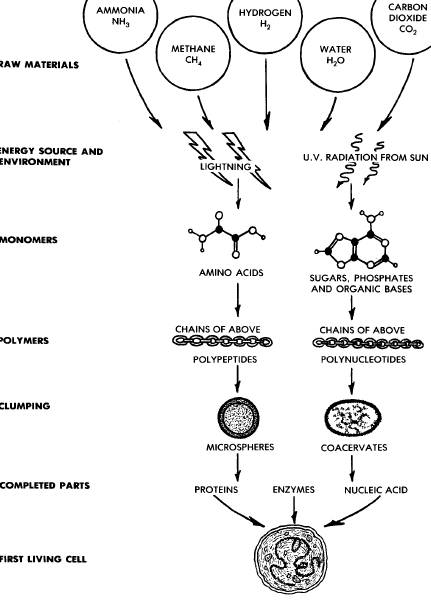 AMMONIA
NH3
HYDROGEN
H2
CARBON
DIOXIDE
CO2
METHANE
CH4
WATER
H2O
RAW MATERIALS
ENERGY SOURCE AND
ENVIRONMENT
LIGHTNING
U.V. RADIATION FROM SUN
MONOMERS
AMINO ACIDS
SUGARS, PHOSPHATES
AND ORGANIC BASES
CHAINS OF ABOVE
CHAINS OF ABOVE
POLYMERS
POLYPEPTIDES
POLYNUCLEOTIDES
CLUMPING
MICROSPHERES
COACERVATES
COMPLETED PARTS
PROTEINS
ENZYMES
NUCLEIC ACID
FIRST LIVING CELL